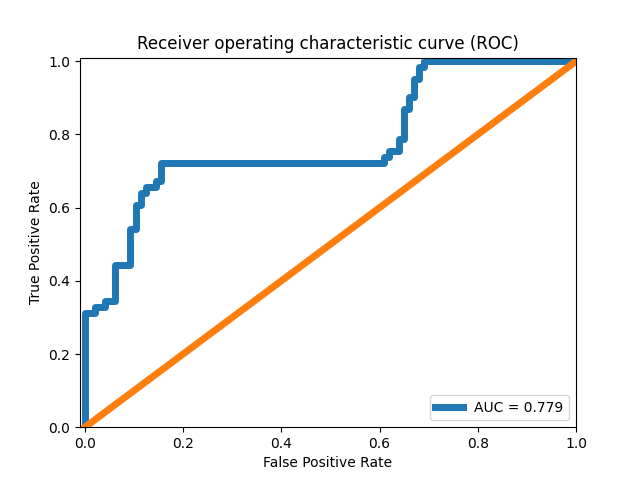 Receiver operating characteristic curve (ROC)
True Positive Rate
1.0
0.8
0.6
0.4
0.2
0.0
0.0 0.2 0.4 0.6 0.8 1.0
False Positive Rate
AUC = 0.779